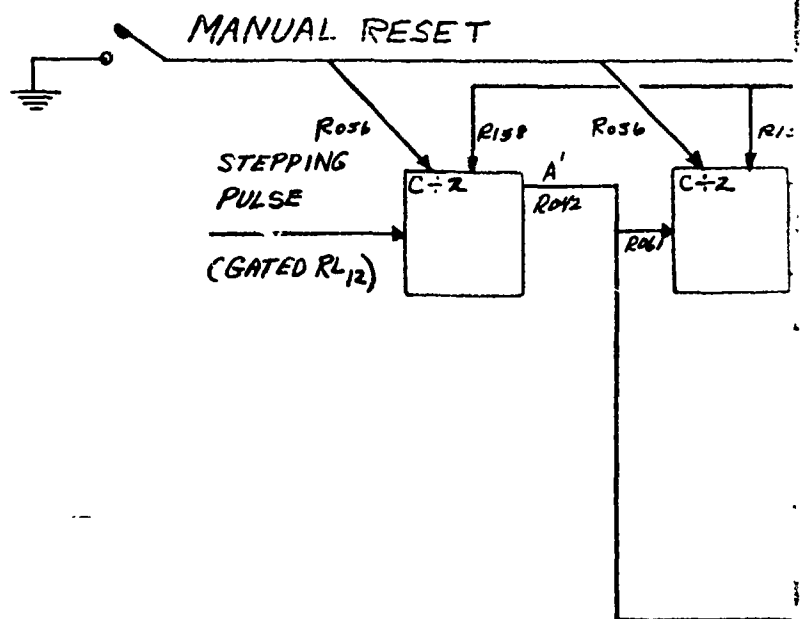 MANUAL RESET
R056
R138
R056
STEPPING
PULSE
(GATED RL12)
C÷2
A'
R042
R061
C÷2